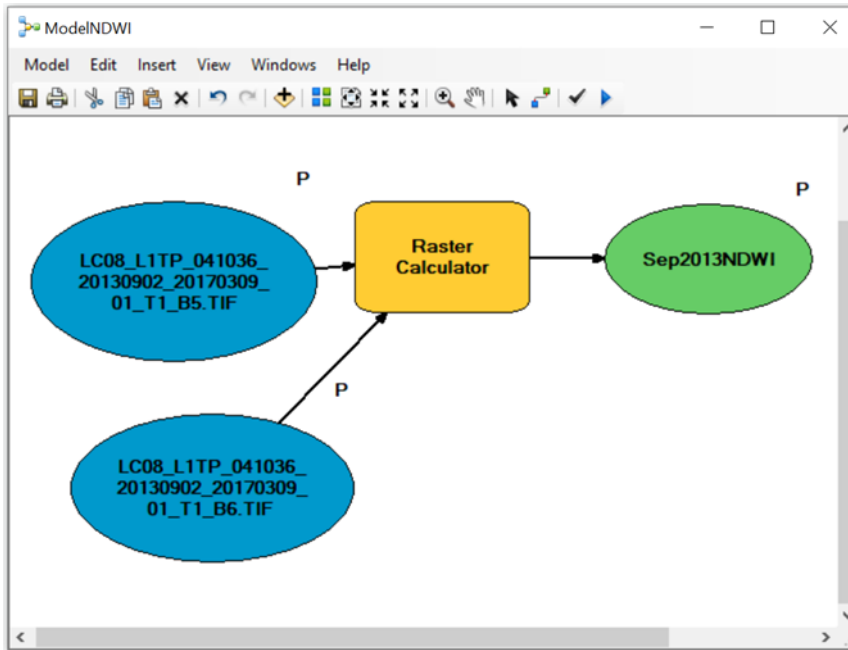 ModelNDWI
Model Edit Insert View Windows Help
P
P
LC08_L1TP_041036_
20130902_20170309_
01_T1_B5.TIF
Raster
Calculator
Sep2013NDWI
P
LC08_L1TP_041036_
20130902_20170309_
01_T1_B6.TIF